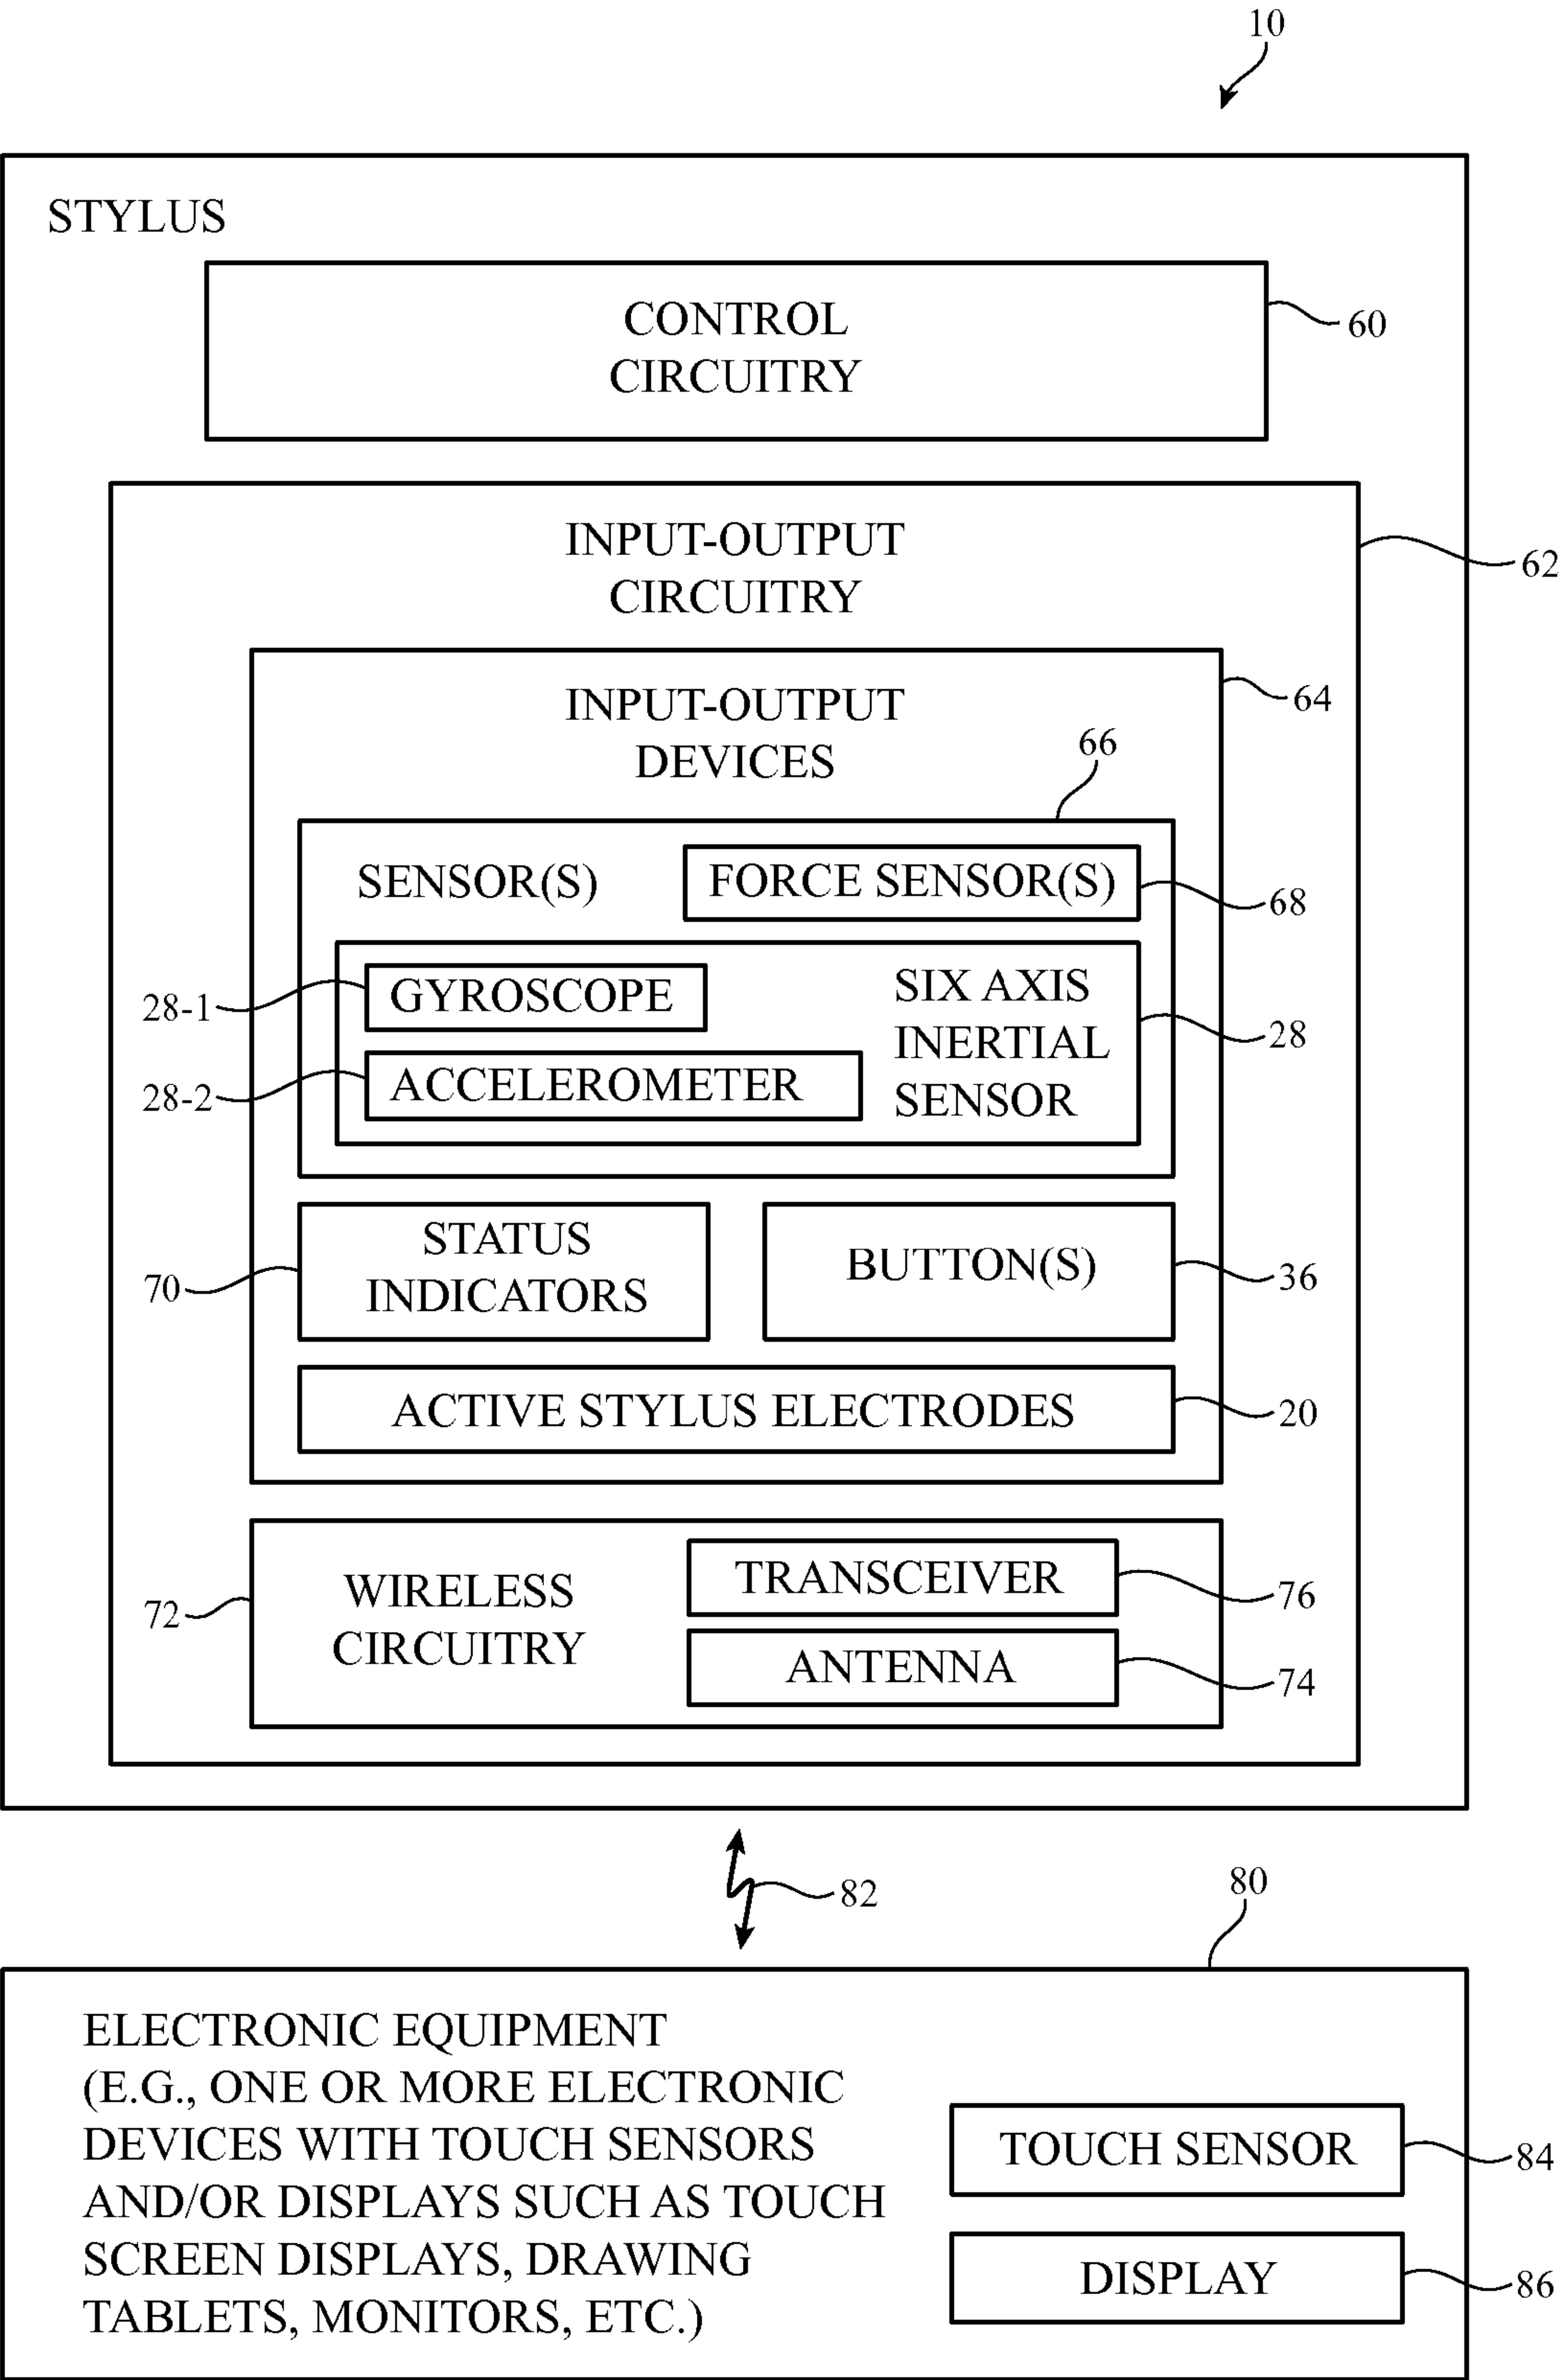 10
STYLUS
CONTROL
CIRCUITRY
60
INPUT-OUTPUT
CIRCUITRY
62
INPUT-OUTPUT
DEVICES
64
66
SENSOR(S)
FORCE SENSOR(S)
68
28-1
GYROSCOPE
28-2
ACCELEROMETER
SIX AXIS
INERTIAL
SENSOR
28
70
STATUS
INDICATORS
BUTTON(S)
36
ACTIVE STYLUS ELECTRODES
20
72
WIRELESS
CIRCUITRY
TRANSCEIVER
76
ANTENNA
74
82
80
ELECTRONIC EQUIPMENT
(E.G., ONE OR MORE ELECTRONIC
DEVICES WITH TOUCH SENSORS
AND/OR DISPLAYS SUCH AS TOUCH
SCREEN DISPLAYS, DRAWING
TABLETS, MONITORS, ETC.)
TOUCH SENSOR
84
DISPLAY
86